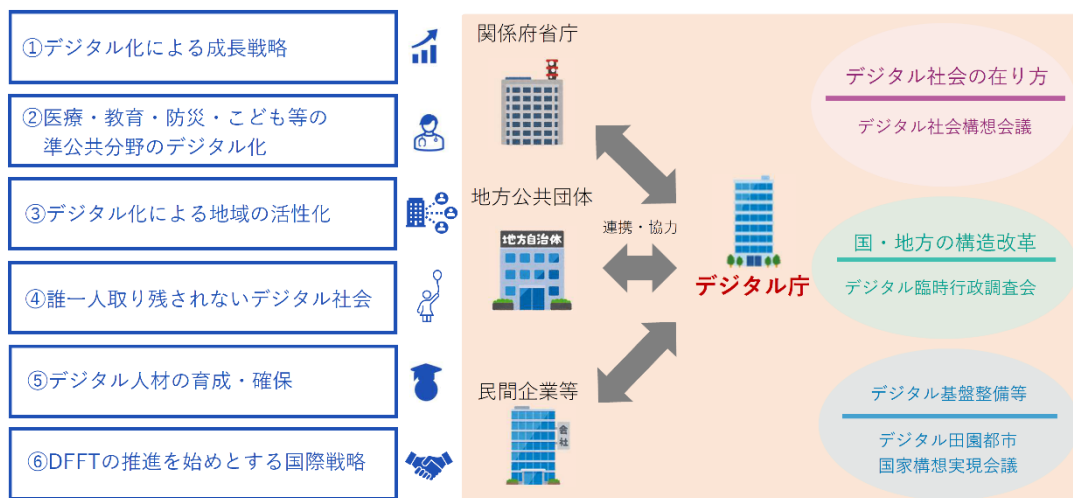 ①デジタル化による成長戦略
②医療・教育・防災・こども等の
準公共分野のデジタル化
③デジタル化による地域の活性化
④誰一人取り残されないデジタル社会
⑤デジタル人材の育成・確保
⑥DFFTの推進を始めとする国際戦略
関係府省庁
地方公共団体
地方自治体
民間企業等
会社
連携・協力
デジタル庁
デジタル社会の在り方
デジタル社会構想会議
国・地方の構造改革
デジタル臨時行政調査会
デジタル基盤整備等
デジタル田園都市
国家構想実現会議